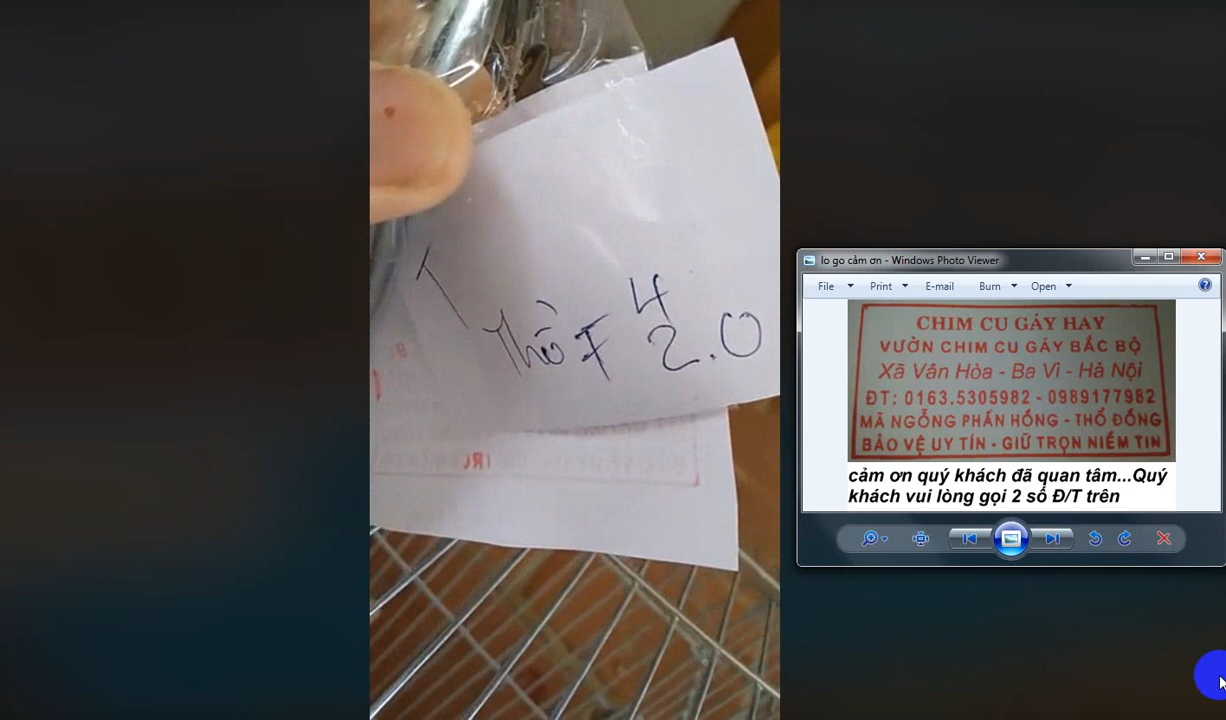 4
Thồ F 2.0
lo go cảm ơn - Windows Photo Viewer
File Print E-mail Burn Open
CHIM CU GÁY HAY
VƯỜN CHIM CU GÁY BẮC BỘ
Xã Vân Hòa - Ba Vì - Hà Nội
ĐT: 0163.5305982 - 0989177982
MÃ NGỖNG PHẤN HỒNG - THỔ ĐỒNG
BẢO VỆ UY TÍN - GIỮ TRỌN NIỀM TIN
cảm ơn quý khách đã quan tâm...Quý
khách vui lòng gọi 2 số Đ/T trên